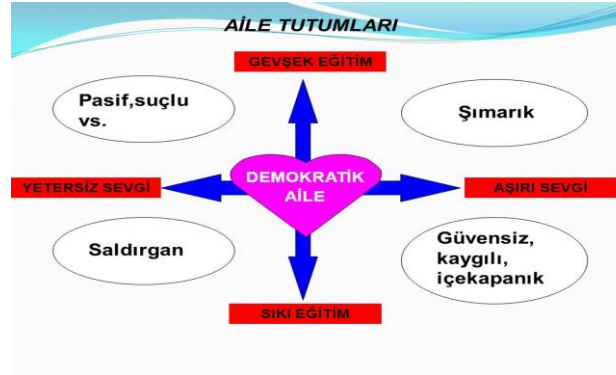 AİLE TUTUMLARI
GEVŞEK EĞİTİM
Pasif,suçlu
vs.
Şımarık
DEMOKRATİK
AİLE
YETERSİZ SEVGİ
AŞIRI SEVGİ
Saldırgan
Güvensiz,
kaygılı,
içekapanık
SIKI EĞİTİM